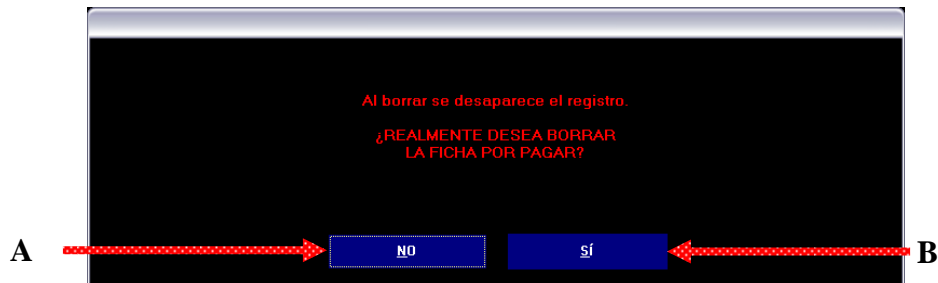 Al borrar se desaparece el registro.
¿REALMENTE DESEA BORRAR
LA FICHA POR PAGAR?
A NO SÍ B